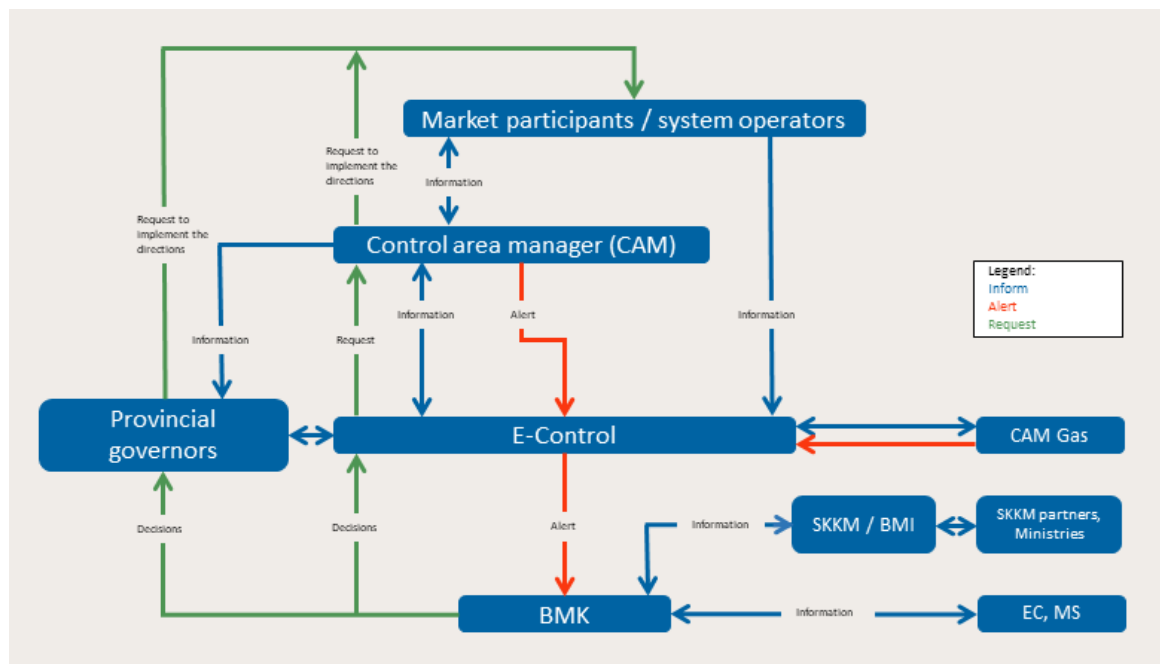 Market participants / system operators
Request to
implement the
directions
Information
Request to
implement the
directions
Control area manager (CAM)
Legend:
Inform
Alert
Request
Information
Alert
Information
Information
Request
Provincial
governors
E-Control
CAM Gas
Decisions
Decisions
Alert
Information
SKKM / BMI
SKKM partners,
Ministries
BMK
Information
EC, MS